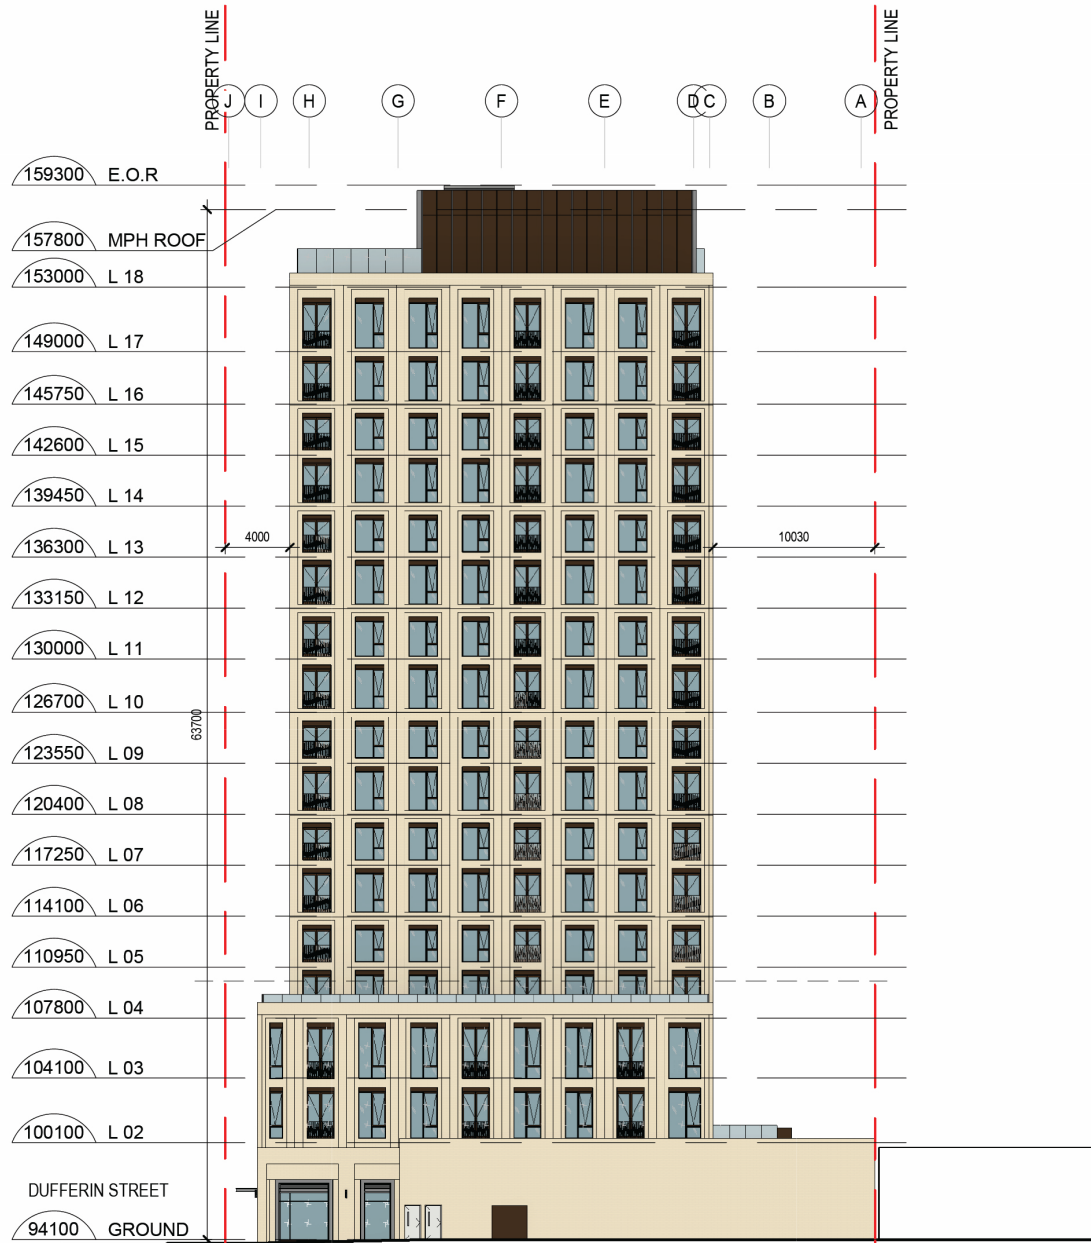 PROPERTY LINE
PROPERTY LINE
J I H G F E D C B A
159300 E.O.R
157800 MPH ROOF
153000 L 18
149000 L 17
145750 L 16
142600 L 15
139450 L 14
4000
10030
136300 L 13
133150 L 12
130000 L 11
126700 L 10
63700
123550 L 09
120400 L 08
117250 L 07
114100 L 06
110950 L 05
107800 L 04
104100 L 03
100100 L 02
DUFFERIN STREET
94100 GROUND